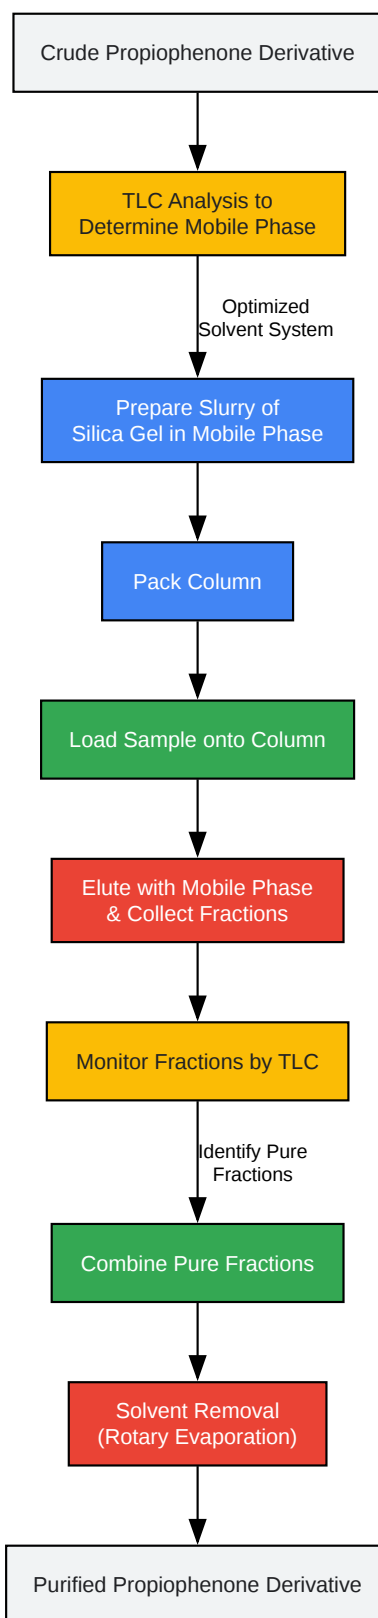 Crude Propiophenone Derivative
TLC Analysis to
Determine Mobile Phase
Optimized
Solvent System
Prepare Slurry of
Silica Gel in Mobile Phase
Pack Column
Load Sample onto Column
Elute with Mobile Phase
& Collect Fractions
Monitor Fractions by TLC
Identify Pure
Fractions
Combine Pure Fractions
Solvent Removal
(Rotary Evaporation)
Purified Propiophenone Derivative